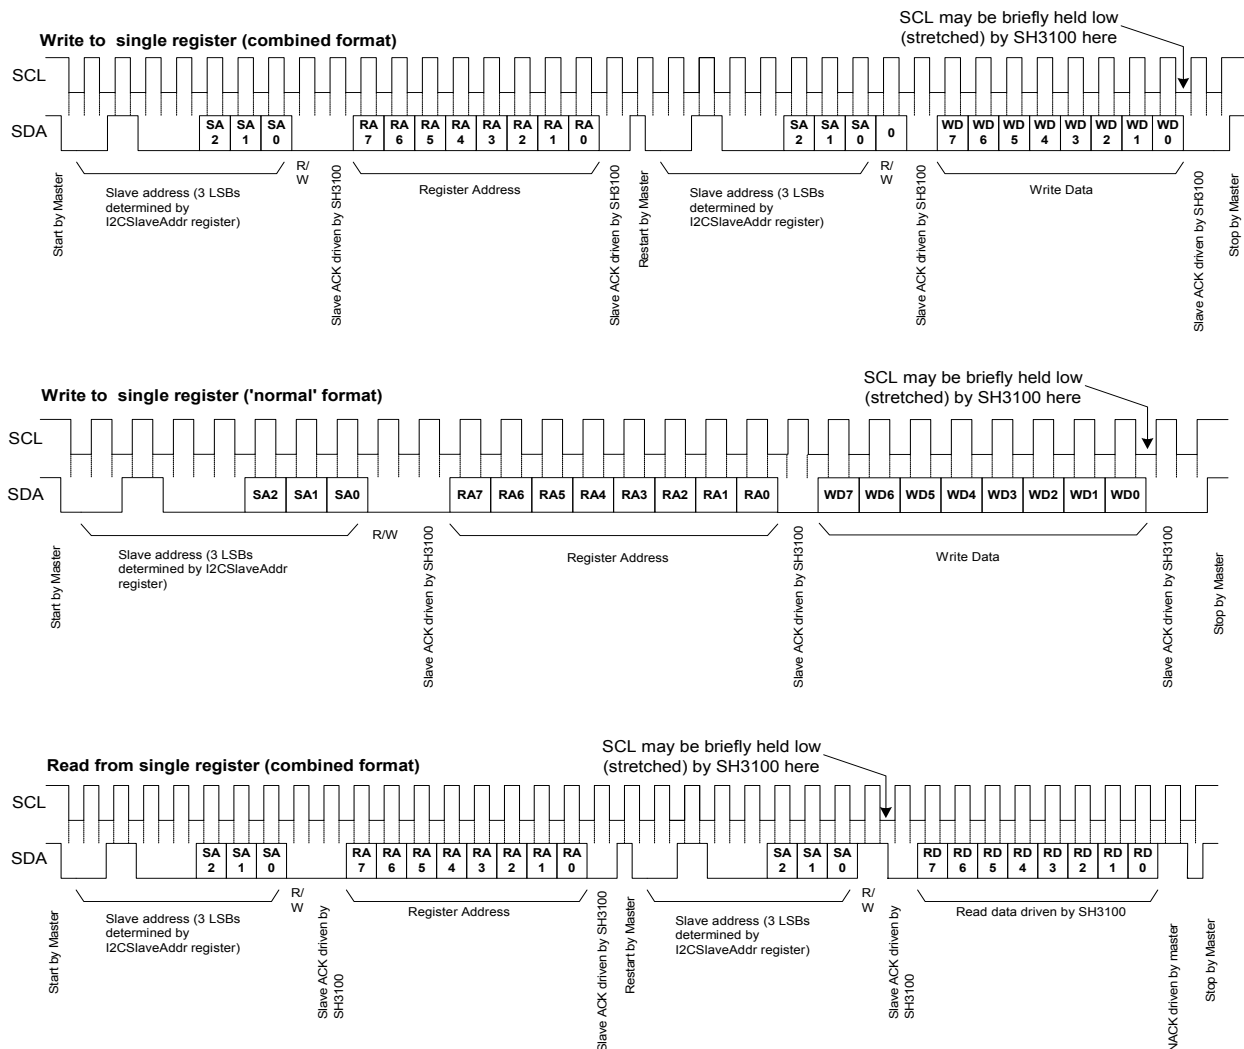 SCL may be briefly held low
(stretched) by SH3100 here
Write to single register (combined format)
SCL
SDA
SA 2
SA 1
SA 0
RA 7
RA 6
RA 5
RA 4
RA 3
RA 2
RA 1
RA 0
SA 2
SA 1
SA 0
0
WD 7
WD 6
WD 5
WD 4
WD 3
WD 2
WD 1
WD 0
Start by Master
Slave address (3 LSBs
determined by
I2CSlaveAddr register)
R/
W
Slave ACK driven by SH3100
Register Address
Slave ACK driven by SH3100
Restart by Master
Slave address (3 LSBs
determined by
I2CSlaveAddr register)
R/
W
Slave ACK driven by SH3100
Write Data
Slave ACK driven by SH3100
Stop by Master
SCL may be briefly held low
(stretched) by SH3100 here
Write to single register ('normal' format)
SCL
SDA
SA2
SA1
SA0
RA7
RA6
RA5
RA4
RA3
RA2
RA1
RA0
WD7
WD6
WD5
WD4
WD3
WD2
WD1
WD0
Start by Master
Slave address (3 LSBs
determined by I2CSlaveAddr
register)
R/W
Slave ACK driven by SH3100
Register Address
Slave ACK driven by SH3100
Write Data
Slave ACK driven by SH3100
Stop by Master
SCL may be briefly held low
(stretched) by SH3100 here
Read from single register (combined format)
SCL
SDA
SA 2
SA 1
SA 0
RA 7
RA 6
RA 5
RA 4
RA 3
RA 2
RA 1
RA 0
SA 2
SA 1
SA 0
RD 7
RD 6
RD 5
RD 4
RD 3
RD 2
RD 1
RD 0
Start by Master
Slave address (3 LSBs
determined by
I2CSlaveAddr register)
R/
W
Slave ACK driven by
SH3100
Register Address
Slave ACK driven by SH3100
Restart by Master
Slave address (3 LSBs
determined by
I2CSlaveAddr register)
R/
W
Slave ACK driven by
SH3100
Read data driven by SH3100
NACK driven by master
Stop by Master